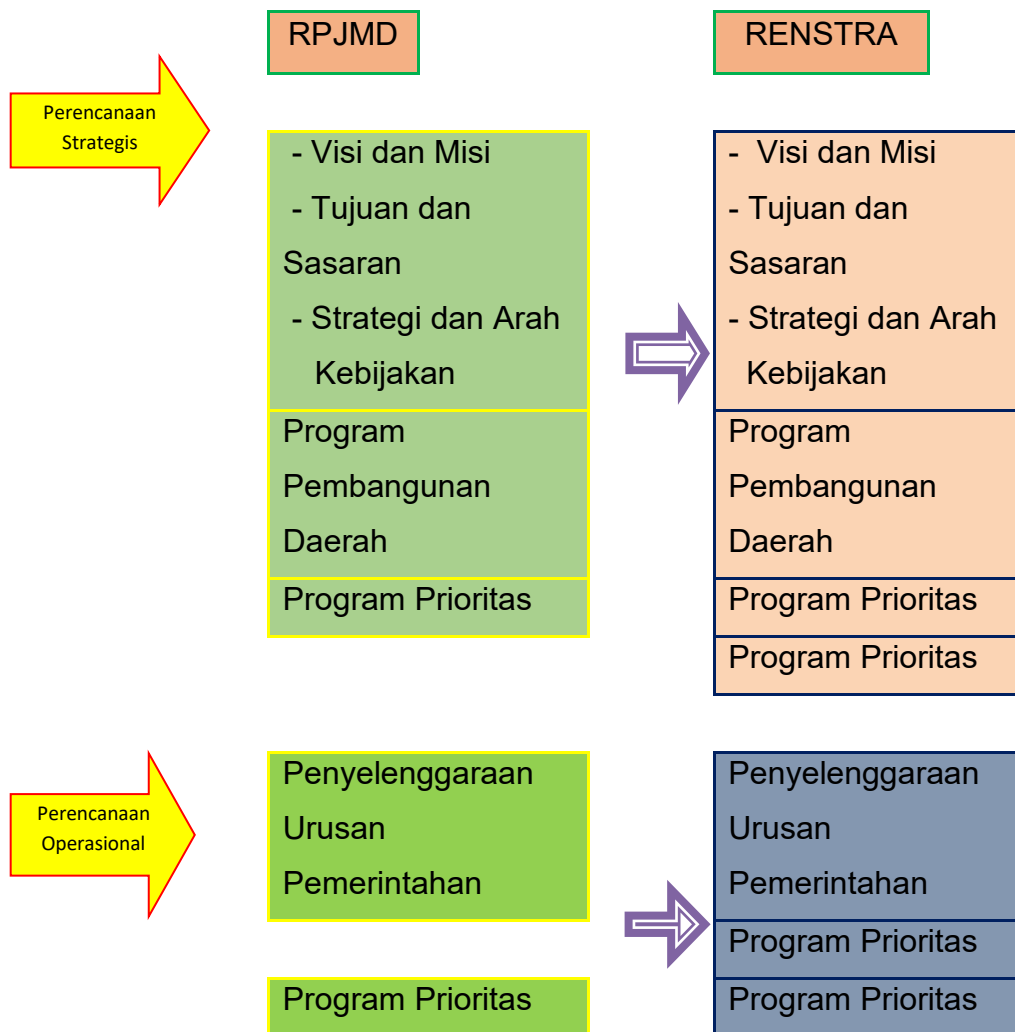 RPJMD
RENSTRA
Perencanaan
Strategis
- Visi dan Misi
- Tujuan dan
Sasaran
- Strategi dan Arah
Kebijakan
Program
Pembangunan
Daerah
Program Prioritas
- Visi dan Misi
- Tujuan dan
Sasaran
- Strategi dan Arah
Kebijakan
Program
Pembangunan
Daerah
Program Prioritas
Program Prioritas
Perencanaan
Operasional
Penyelenggaraan
Urusan
Pemerintahan
Program Prioritas
Penyelenggaraan
Urusan
Pemerintahan
Program Prioritas
Program Prioritas